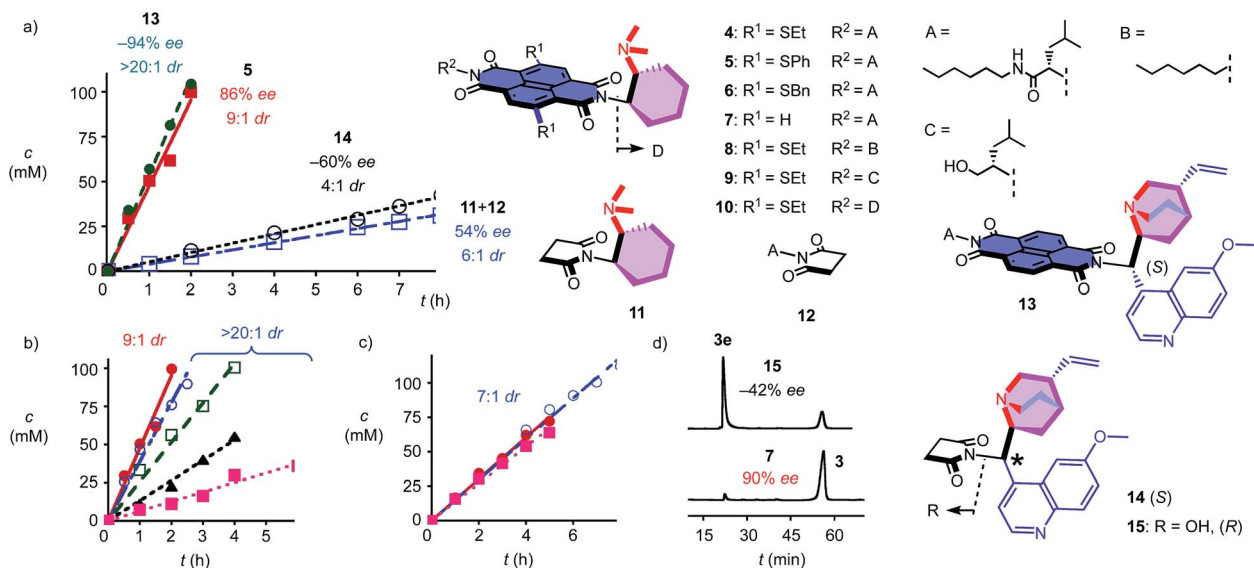 a)
13
–94% ee
>20:1 dr
5
86% ee
9:1 dr
14
–60% ee
4:1 dr
11+12
54% ee
6:1 dr
c
(mM)
100
75
50
25
0
0 1 2 3 4 5 6 7
t (h)
R1
N
R2
O
N
O
O
N
O
R1
D
4: R1 = SEt R2 = A
5: R1 = SPh R2 = A
6: R1 = SBn R2 = A
7: R1 = H R2 = A
8: R1 = SEt R2 = B
9: R1 = SEt R2 = C
10: R1 = SEt R2 = D
N
O
N
O
11
A
N
O
O
12
A =
H
N
O
B =
C =
HO
N
O
A
N
O
O
N
O
(S)
O
N
13
b)
9:1 dr
>20:1 dr
c
(mM)
100
75
50
25
0
0 1 2 3 4 5
t (h)
c)
7:1 dr
100
75
50
25
0
0 2 4 6
t (h)
d)
3e
15
–42% ee
7
90% ee
3
15 30 45 60
t (min)
N
O
N
O
*
O
R
N
14 (S)
15: R = OH, (R)